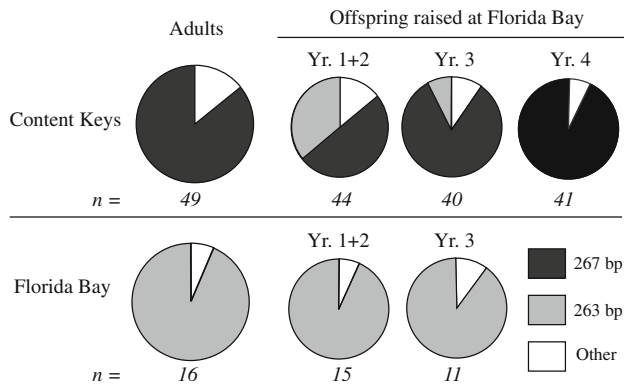 Offspring raised at Florida Bay
Adults
Yr. 1+2 Yr. 3 Yr. 4
Content Keys
n = 49 44 40 41
Yr. 1+2 Yr. 3
267 bp
Florida Bay
263 bp
Other
n = 16 15 11